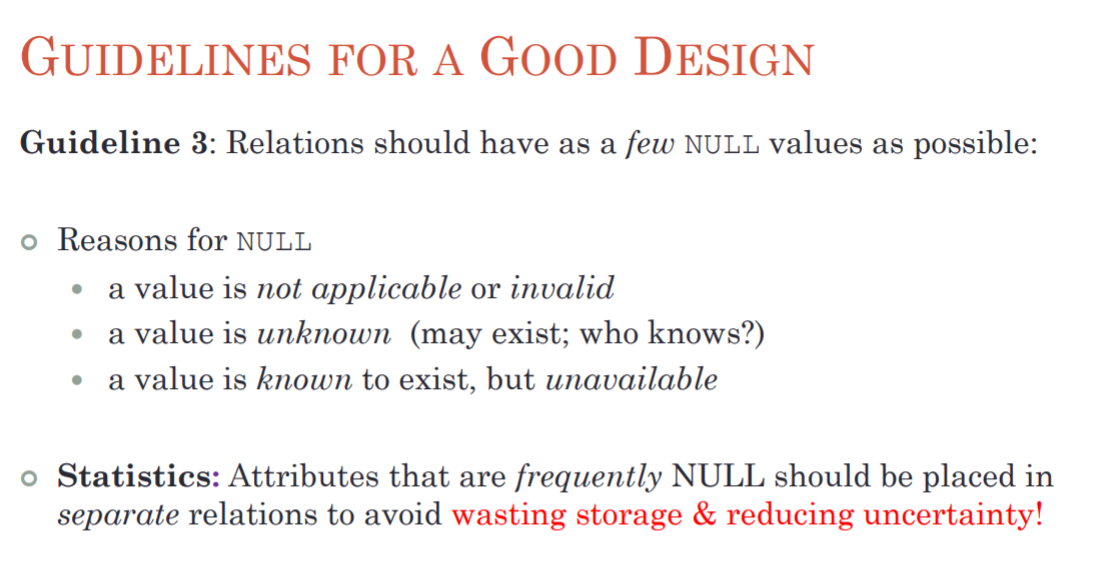 GUIDELINES FOR A GOOD DESIGN
Guideline 3: Relations should have as a few NULL values as possible:
Reasons for NULL
a value is not applicable or invalid
a value is unknown (may exist; who knows?)
a value is known to exist, but unavailable
Statistics: Attributes that are frequently NULL should be placed in
separate relations to avoid wasting storage & reducing uncertainty!